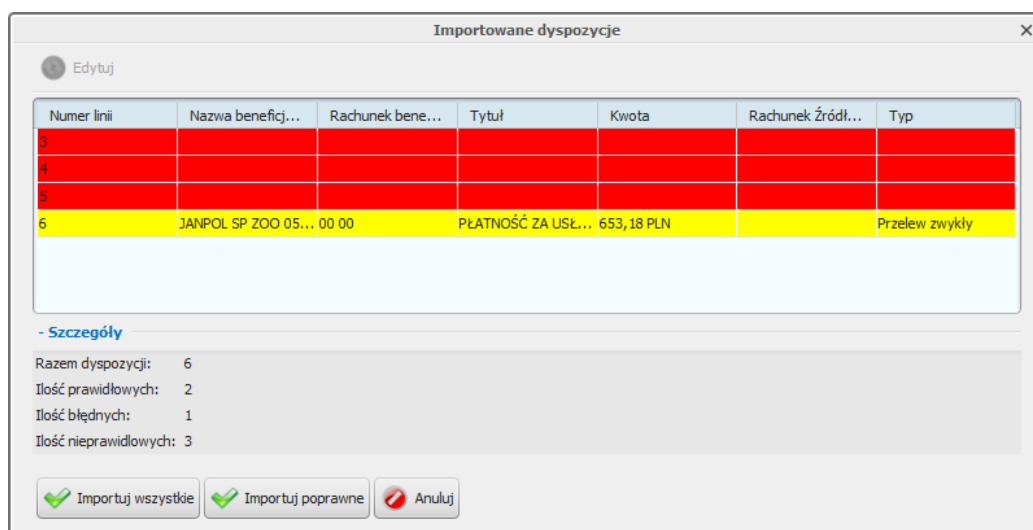 Importowane dyspozycje
Edytuj
Numer linii Nazwa beneficj... Rachunek bene... Tytuł Kwota Rachunek Źródł... Typ
3
4
5
6 JANPOL SP ZOO 05... 00 00 PŁATNOŚĆ ZA USŁ... 653,18 PLN Przelew zwykły
- Szczegóły
Razem dyspozycji: 6
Ilość prawidłowych: 2
Ilość błędnych: 1
Ilość nieprawidlowych: 3
Importuj wszystkie Importuj poprawne Anuluj